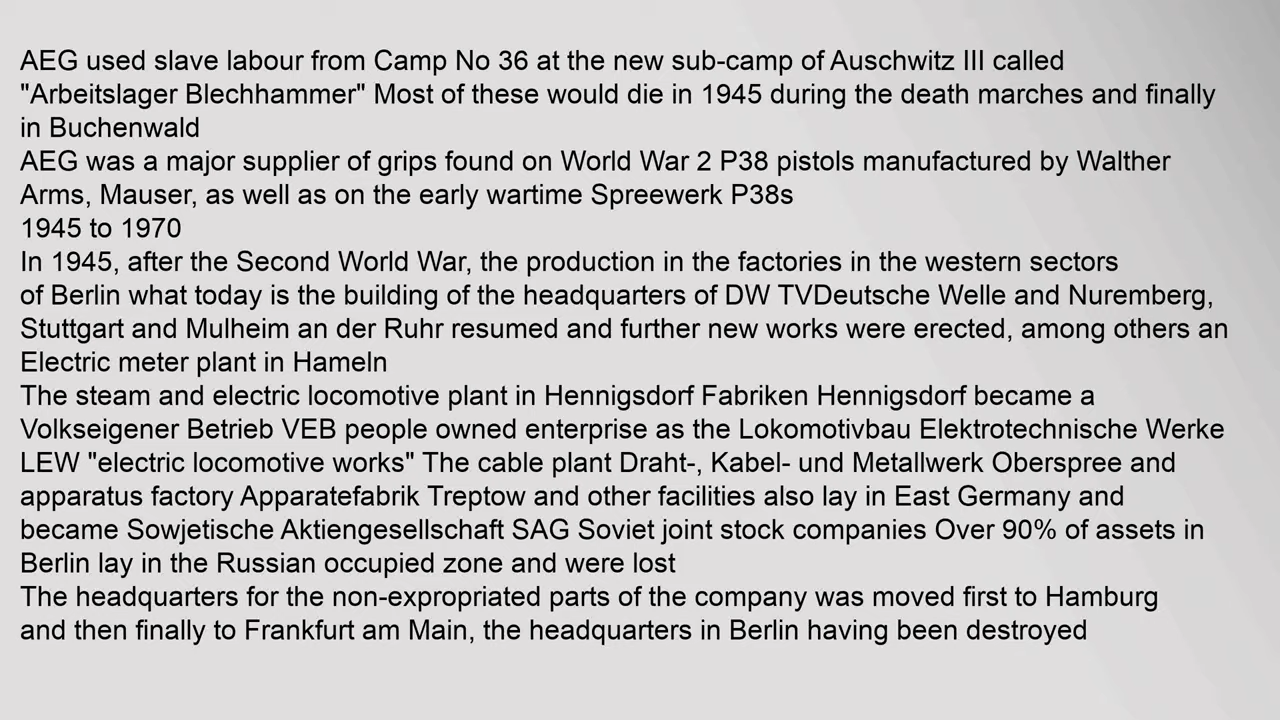 AEG used slave labour from Camp No 36 at the new sub-camp of Auschwitz III called
"Arbeitslager Blechhammer" Most of these would die in 1945 during the death marches and finally
in Buchenwald
AEG was a major supplier of grips found on World War 2 P38 pistols manufactured by Walther
Arms, Mauser, as well as on the early wartime Spreewerk P38s
1945 to 1970
In 1945, after the Second World War, the production in the factories in the western sectors
of Berlin what today is the building of the headquarters of DW TVDeutsche Welle and Nuremberg,
Stuttgart and Mulheim an der Ruhr resumed and further new works were erected, among others an
Electric meter plant in Hameln
The steam and electric locomotive plant in Hennigsdorf Fabriken Hennigsdorf became a
Volkseigener Betrieb VEB people owned enterprise as the Lokomotivbau Elektrotechnische Werke
LEW "electric locomotive works" The cable plant Draht-, Kabel- und Metallwerk Oberspree and
apparatus factory Apparatefabrik Treptow and other facilities also lay in East Germany and
became Sowjetische Aktiengesellschaft SAG Soviet joint stock companies Over 90% of assets in
Berlin lay in the Russian occupied zone and were lost
The headquarters for the non-expropriated parts of the company was moved first to Hamburg
and then finally to Frankfurt am Main, the headquarters in Berlin having been destroyed